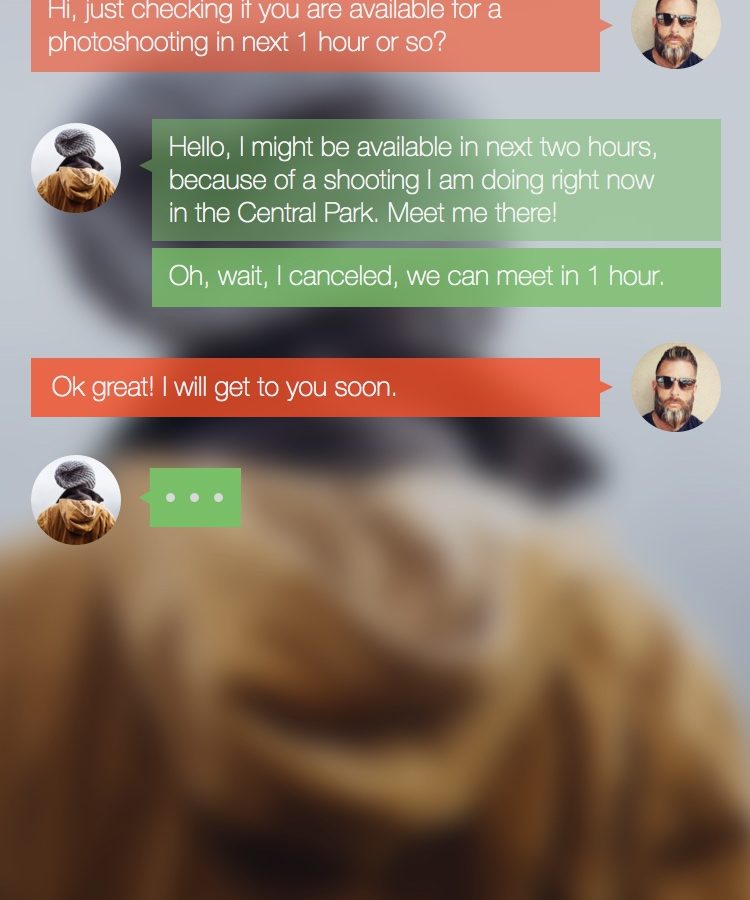 Hi, just checking if you are available for a
photoshooting in next 1 hour or so?
Hello, I might be available in next two hours,
because of a shooting I am doing right now
in the Central Park. Meet me there!
Oh, wait, I canceled, we can meet in 1 hour.
Ok great! I will get to you soon.